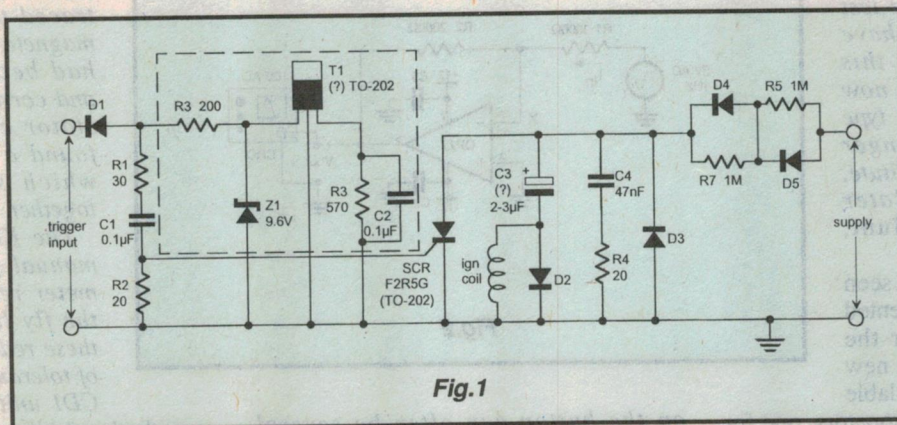 D1
R3 200
T1
(?) TO-202
D4
R5 1M
R1
30
C1
0.1µF
trigger
input
R2
20
Z1
9.6V
R3
570
C2
0.1µF
SCR
F2R5G
(TO-202)
ign
coil
C3
(?)
2-3µF
+
D2
C4
47nF
R4
20
D3
R7 1M
D5
supply
Fig.1